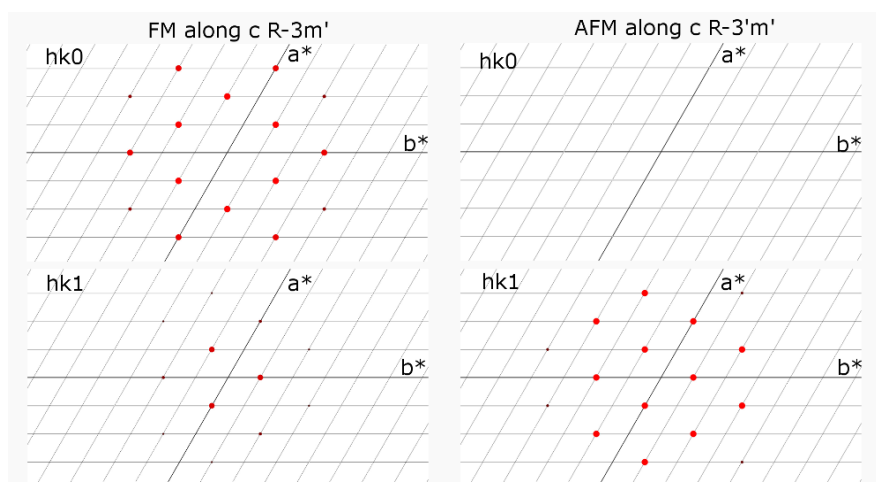 FM along c R-3m'
hk0
a*
b*
hk1
a*
b*
AFM along c R-3'm'
hk0
a*
b*
hk1
a*
b*